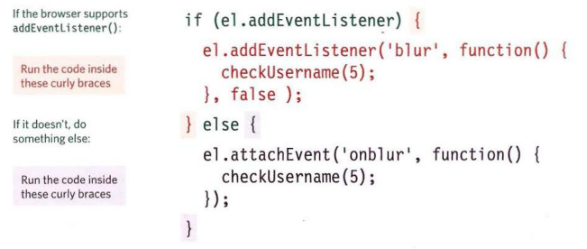 If the browser supports
addEventListener():
Run the code inside
these curly braces
If it doesn't, do
something else:
Run the code inside
these curly braces
if (el.addEventListener) {
el.addEventListener('blur', function() {
checkUsername(5);
}, false );
} else {
el.attachEvent('onblur', function() {
checkUsername(5);
});
}